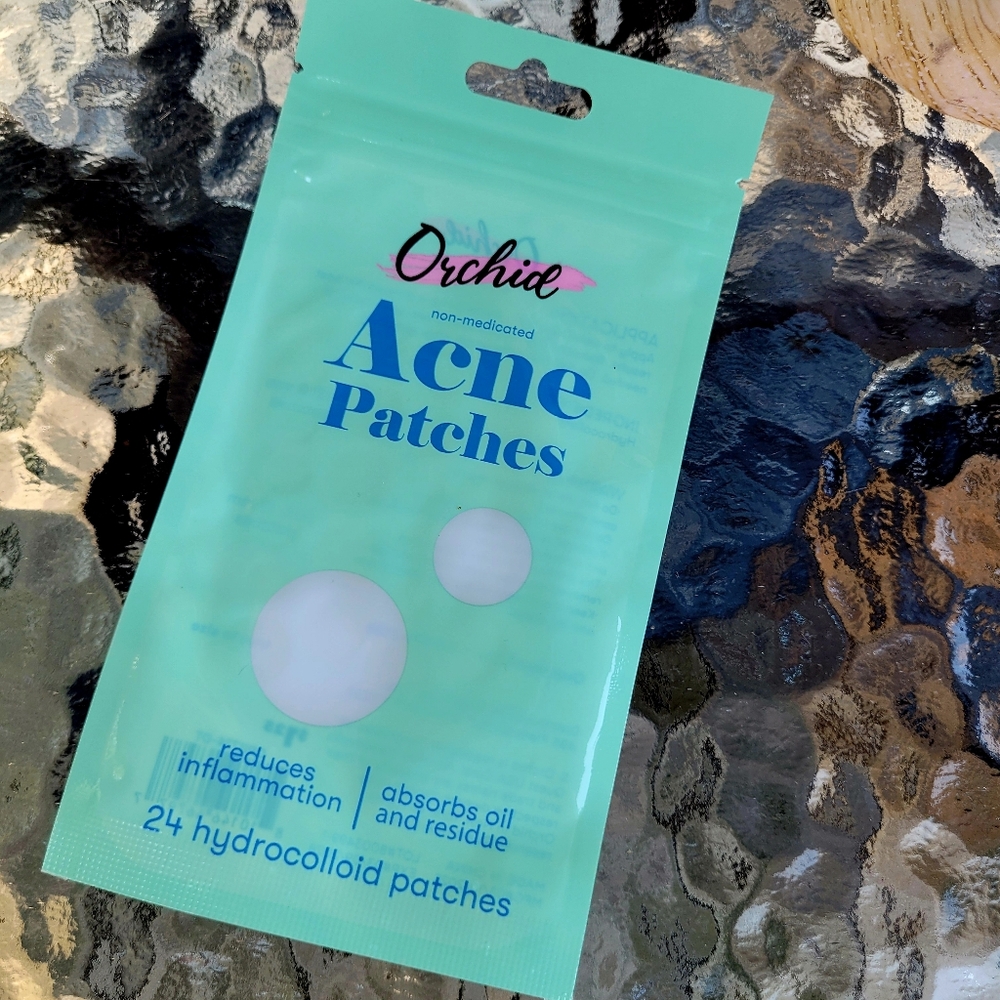 Orchid
non-medicated
Acne
Patches
reduces
inflammation
absorbs oil
and residue
24 hydrocolloid patches